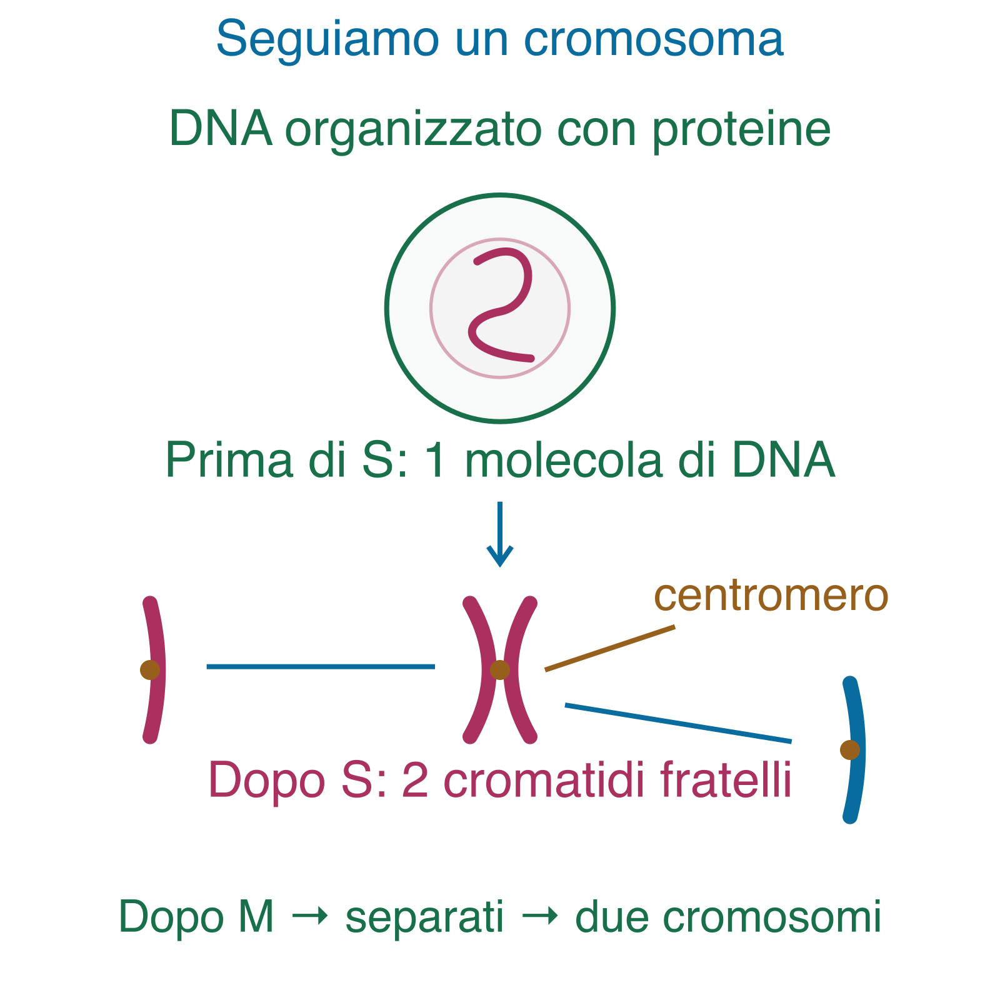 Seguiamo un cromosoma
DNA organizzato con proteine
Prima di S: 1 molecola di DNA
centromero
Dopo S: 2 cromatidi fratelli
Dopo M → separati → due cromosomi